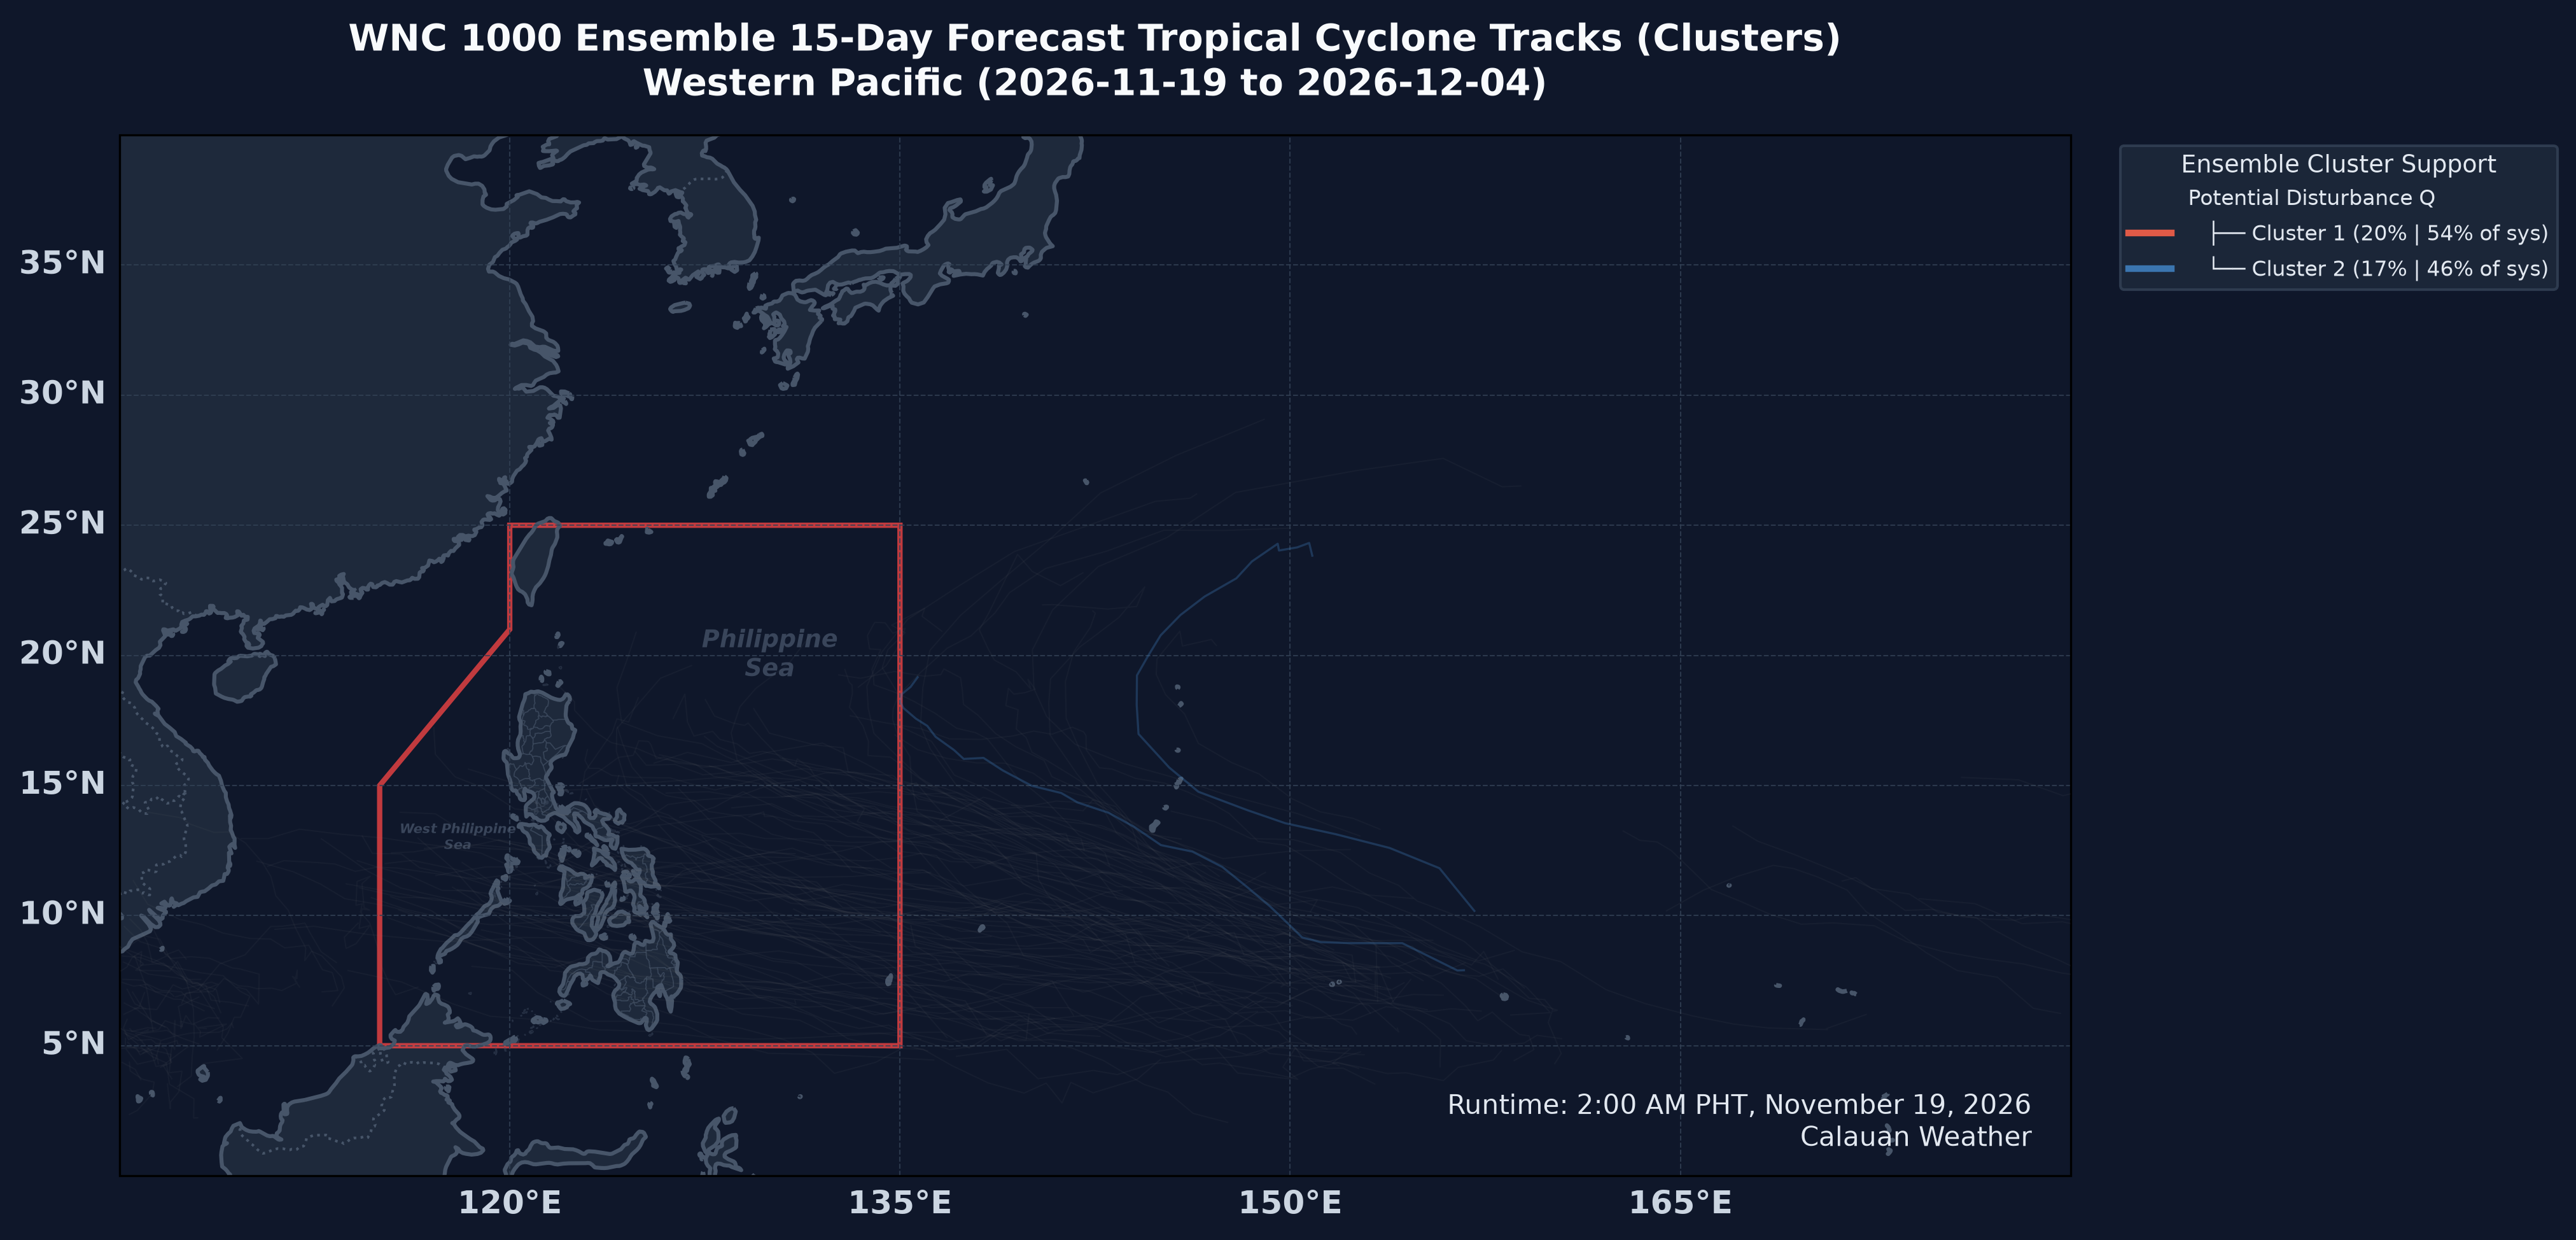 WNC 1000 Ensemble 15-Day Forecast Tropical Cyclone Tracks (Clusters)
Western Pacific (2026-11-19 to 2026-12-04)
Ensemble Cluster Support
Potential Disturbance Q
Cluster 1 (20% | 54% of sys)
Cluster 2 (17% | 46% of sys)
35°N
30°N
25°N
20°N
15°N
10°N
5°N
Philippine
Sea
West Philippine
Sea
Runtime: 2:00 AM PHT, November 19, 2026
Calauan Weather
120°E
135°E
150°E
165°E